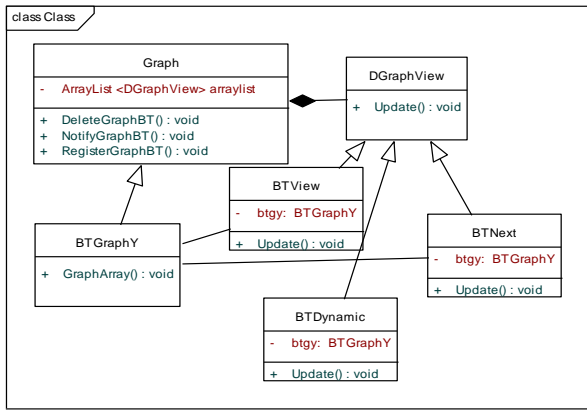 class Class
Graph
- ArrayList <DGraphView> arraylist
+ DeleteGraphBT() : void
+ NotifyGraphBT() : void
+ RegisterGraphBT() : void
DGraphView
+ Update() : void
BTView
- btgy: BTGraphY
+ Update() : void
BTGraphY
+ GraphArray() : void
BTNext
- btgy: BTGraphY
+ Update() : void
BTDynamic
- btgy: BTGraphY
+ Update() : void